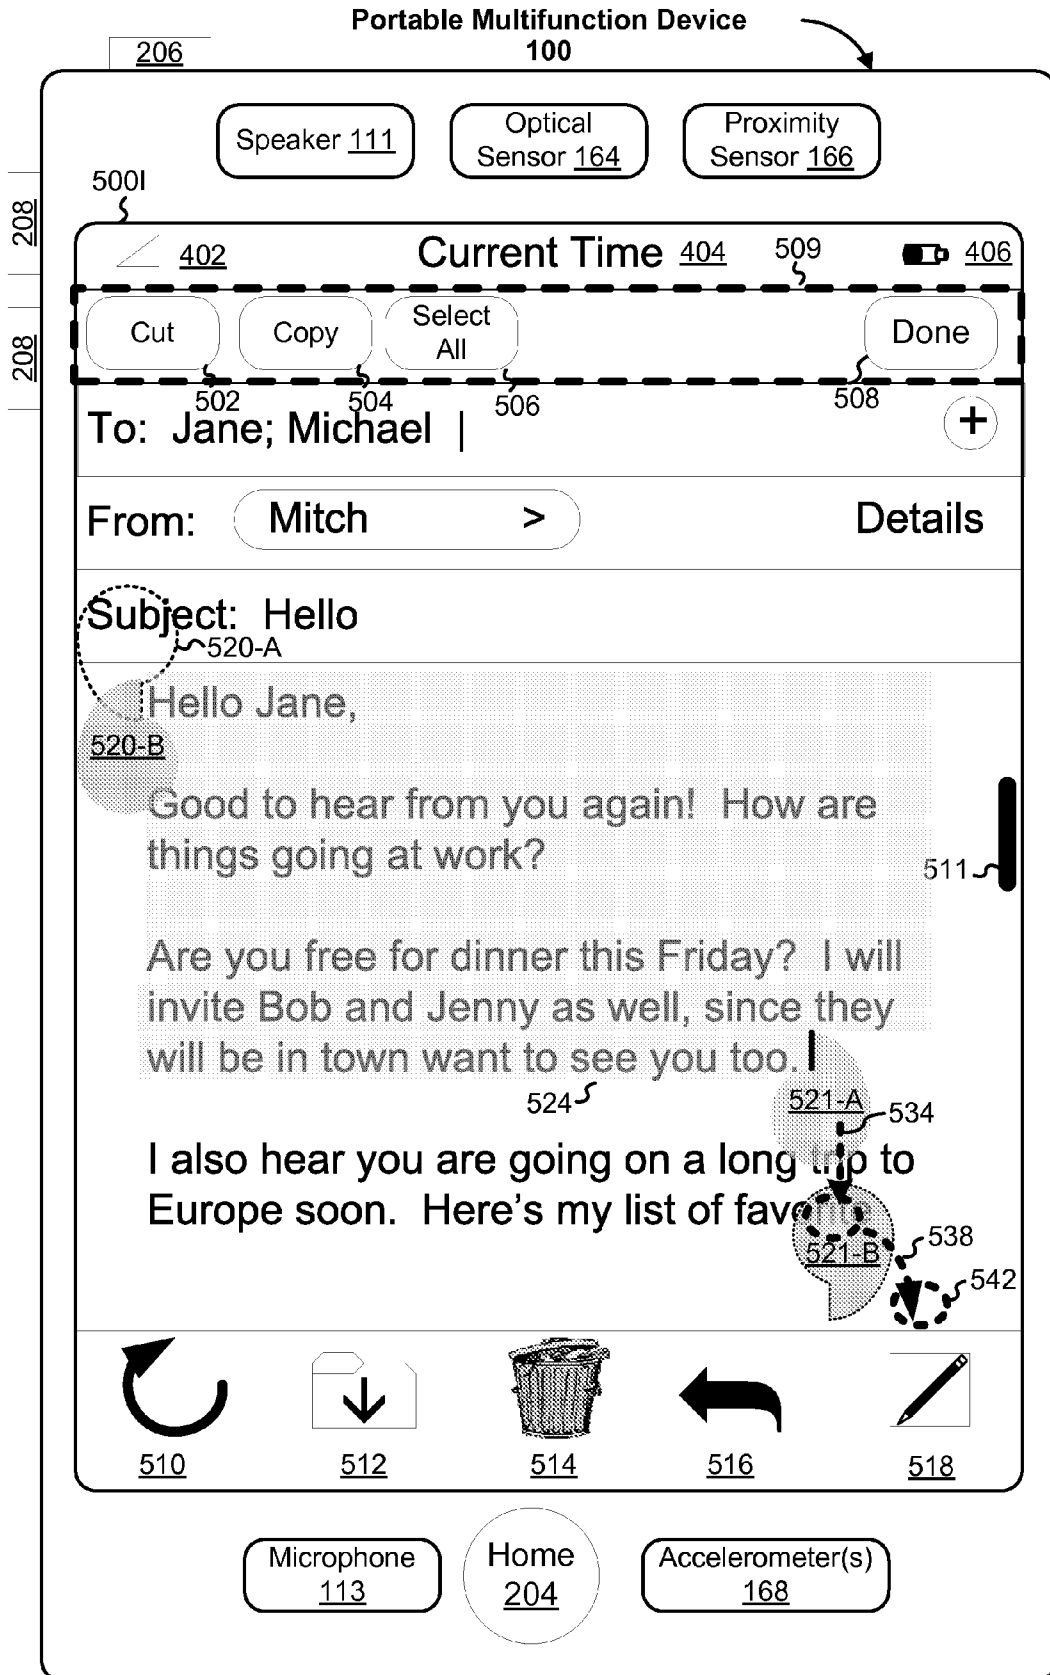 Portable Multifunction Device
100
206
Speaker 111
Optical
Sensor 164
Proximity
Sensor 166
208
208
500I
402
Current Time 404
509
406
Cut
Copy
Select
All
Done
502
504
506
508
To: Jane; Michael |
+
From: Mitch >
Details
Subject: Hello
520-A
Hello Jane,
520-B
Good to hear from you again! How are
things going at work?
511
Are you free for dinner this Friday? I will
invite Bob and Jenny as well, since they
will be in town want to see you too.
524
521-A
534
I also hear you are going on a long trip to
Europe soon. Here's my list of favo
521-B
538
542
510
512
514
516
518
Microphone
113
Home
204
Accelerometer(s)
168